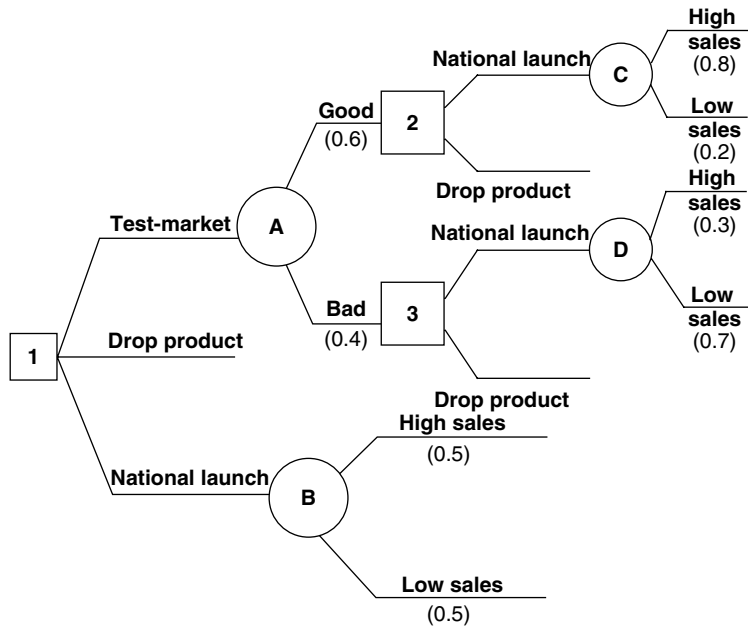 High
sales
(0.8)
National launch
C
Good
(0.6)
2
Low
sales
(0.2)
Drop product
High
sales
(0.3)
Test-market
A
National launch
D
Bad
(0.4)
3
Low
sales
(0.7)
1
Drop product
Drop product
High sales
(0.5)
National launch
B
Low sales
(0.5)